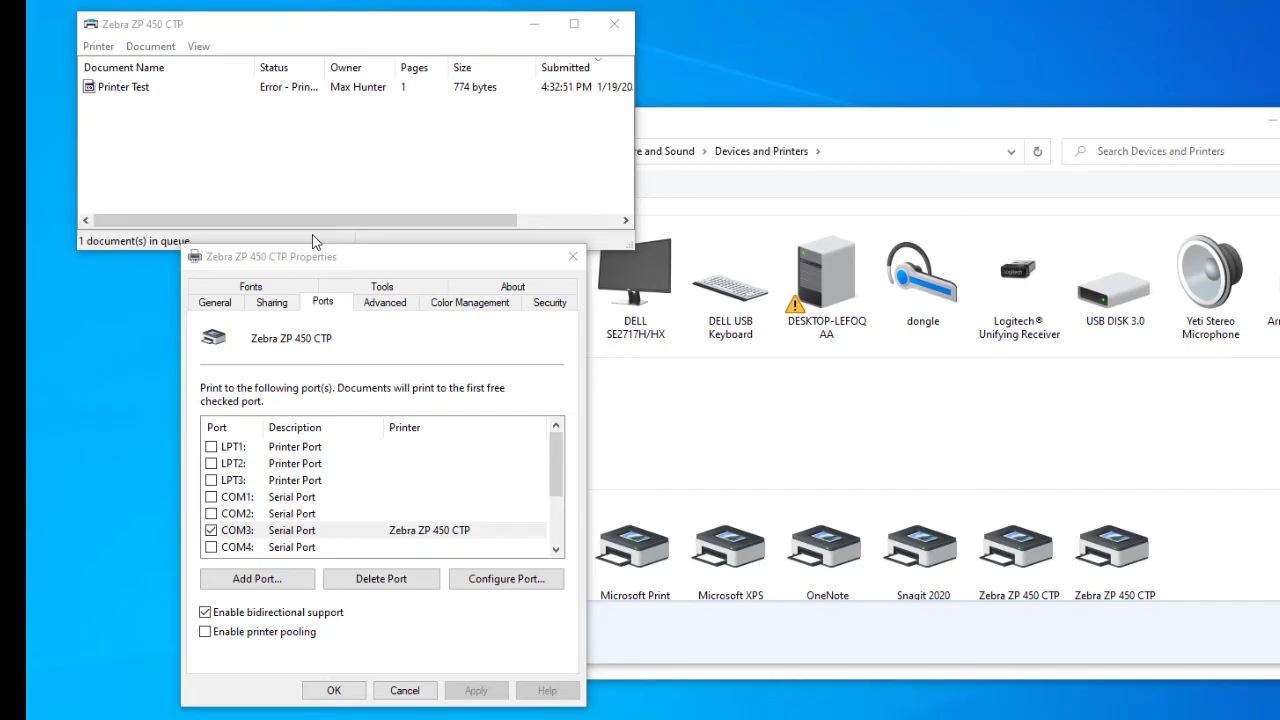 Zebra ZP 450 CTP
Printer Document View
Document Name Status Owner Pages Size Submitted
Printer Test Error - Prin... Max Hunter 1 774 bytes 4:32:51 PM 1/19/20
1 document(s) in queue
Zebra ZP 450 CTP Properties
Fonts Tools About
General Sharing Ports Advanced Color Management Security
Zebra ZP 450 CTP
Print to the following port(s). Documents will print to the first free
checked port.
Port Description Printer
LPT1: Printer Port
LPT2: Printer Port
LPT3: Printer Port
COM1: Serial Port
COM2: Serial Port
COM3: Serial Port Zebra ZP 450 CTP
COM4: Serial Port
Add Port... Delete Port Configure Port...
Enable bidirectional support
Enable printer pooling
OK Cancel Apply Help
re and Sound › Devices and Printers ›
Search Devices and Printers
DELL
SE2717H/HX
DELL USB
Keyboard
DESKTOP-LEFOQ
AA
dongle
Logitech®
Unifying Receiver
USB DISK 3.0
Yeti Stereo
Microphone
Ar
Microsoft Print
Microsoft XPS
OneNote
Snagit 2020
Zebra ZP 450 CTP
Zebra ZP 450 CTP